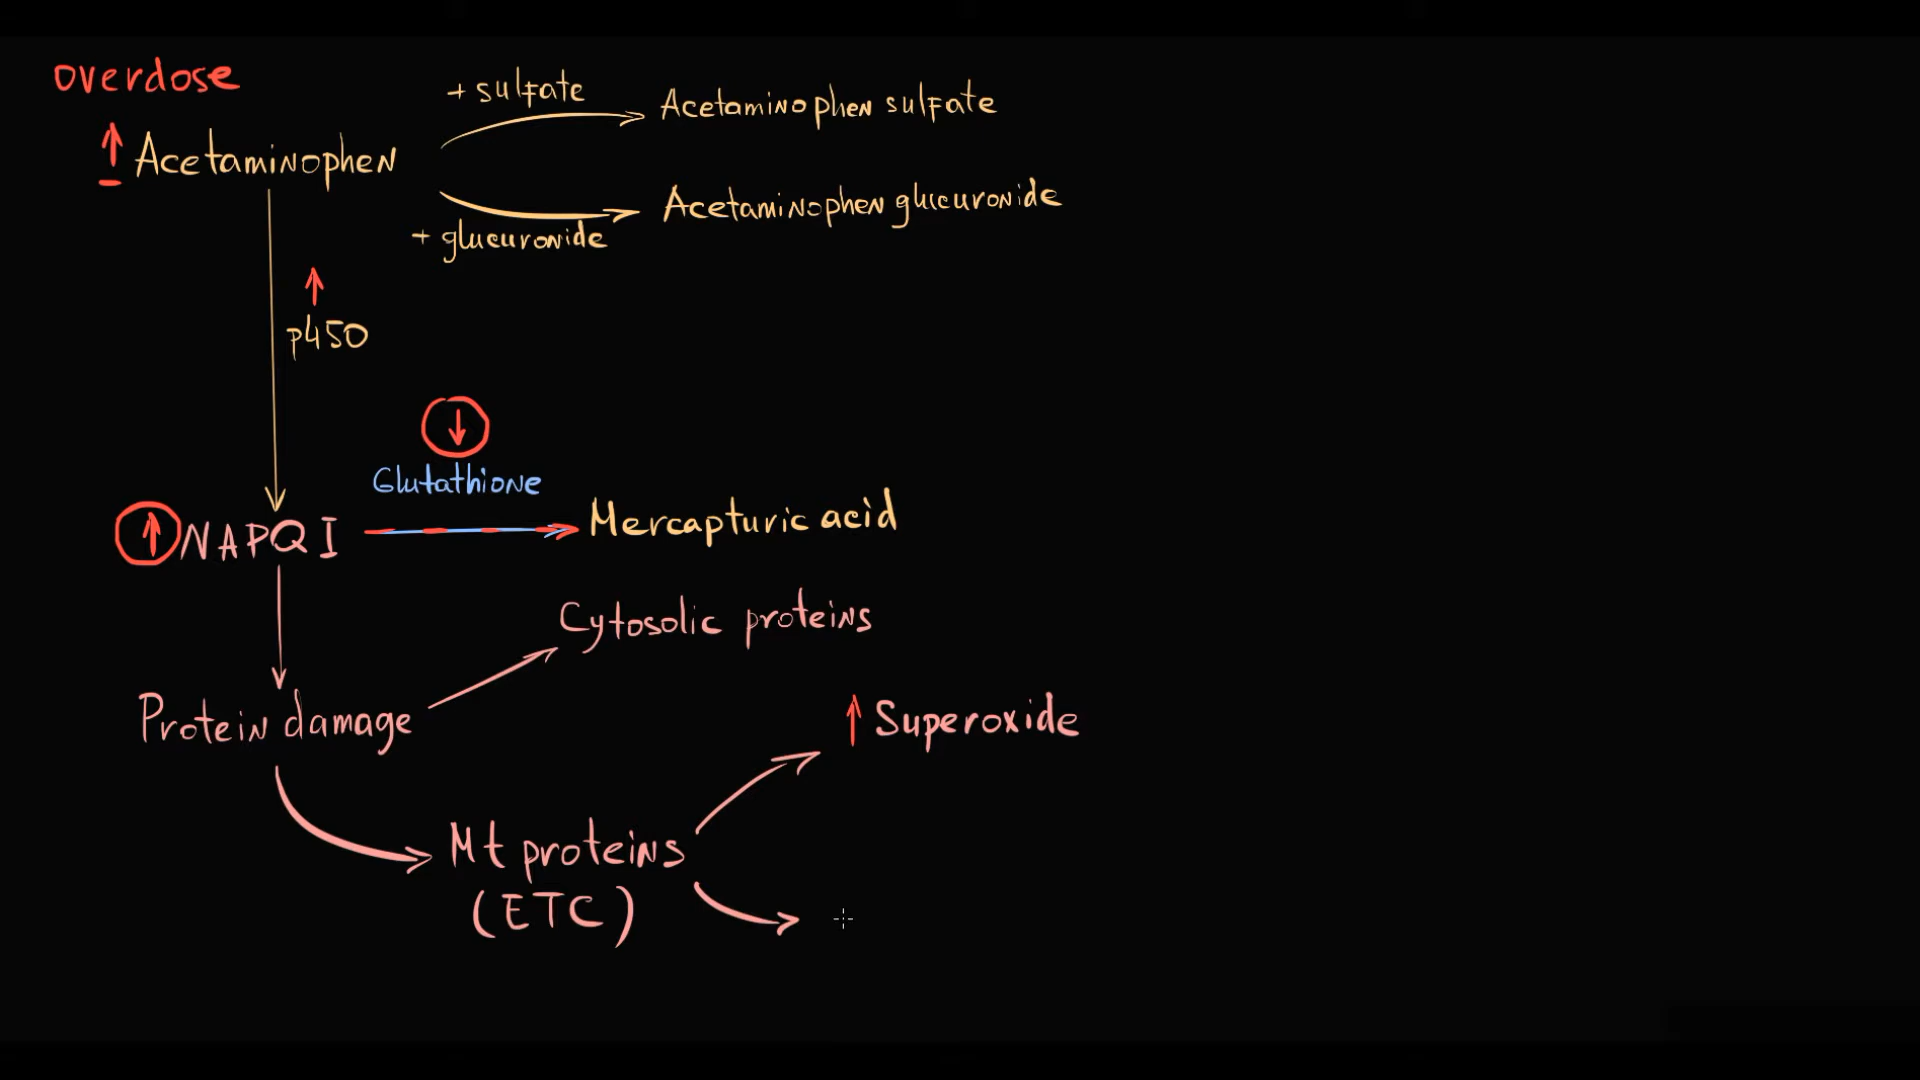 overdose
+ sulfate
Acetaminophen sulfate
↑ Acetaminophen
Acetaminophen glucuronide
+ glucuronide
↑
p450
↓
Glutathione
↑ NAPQI
Mercapturic acid
Cytosolic proteins
Protein damage
↑ Superoxide
Mt proteins
(ETC)